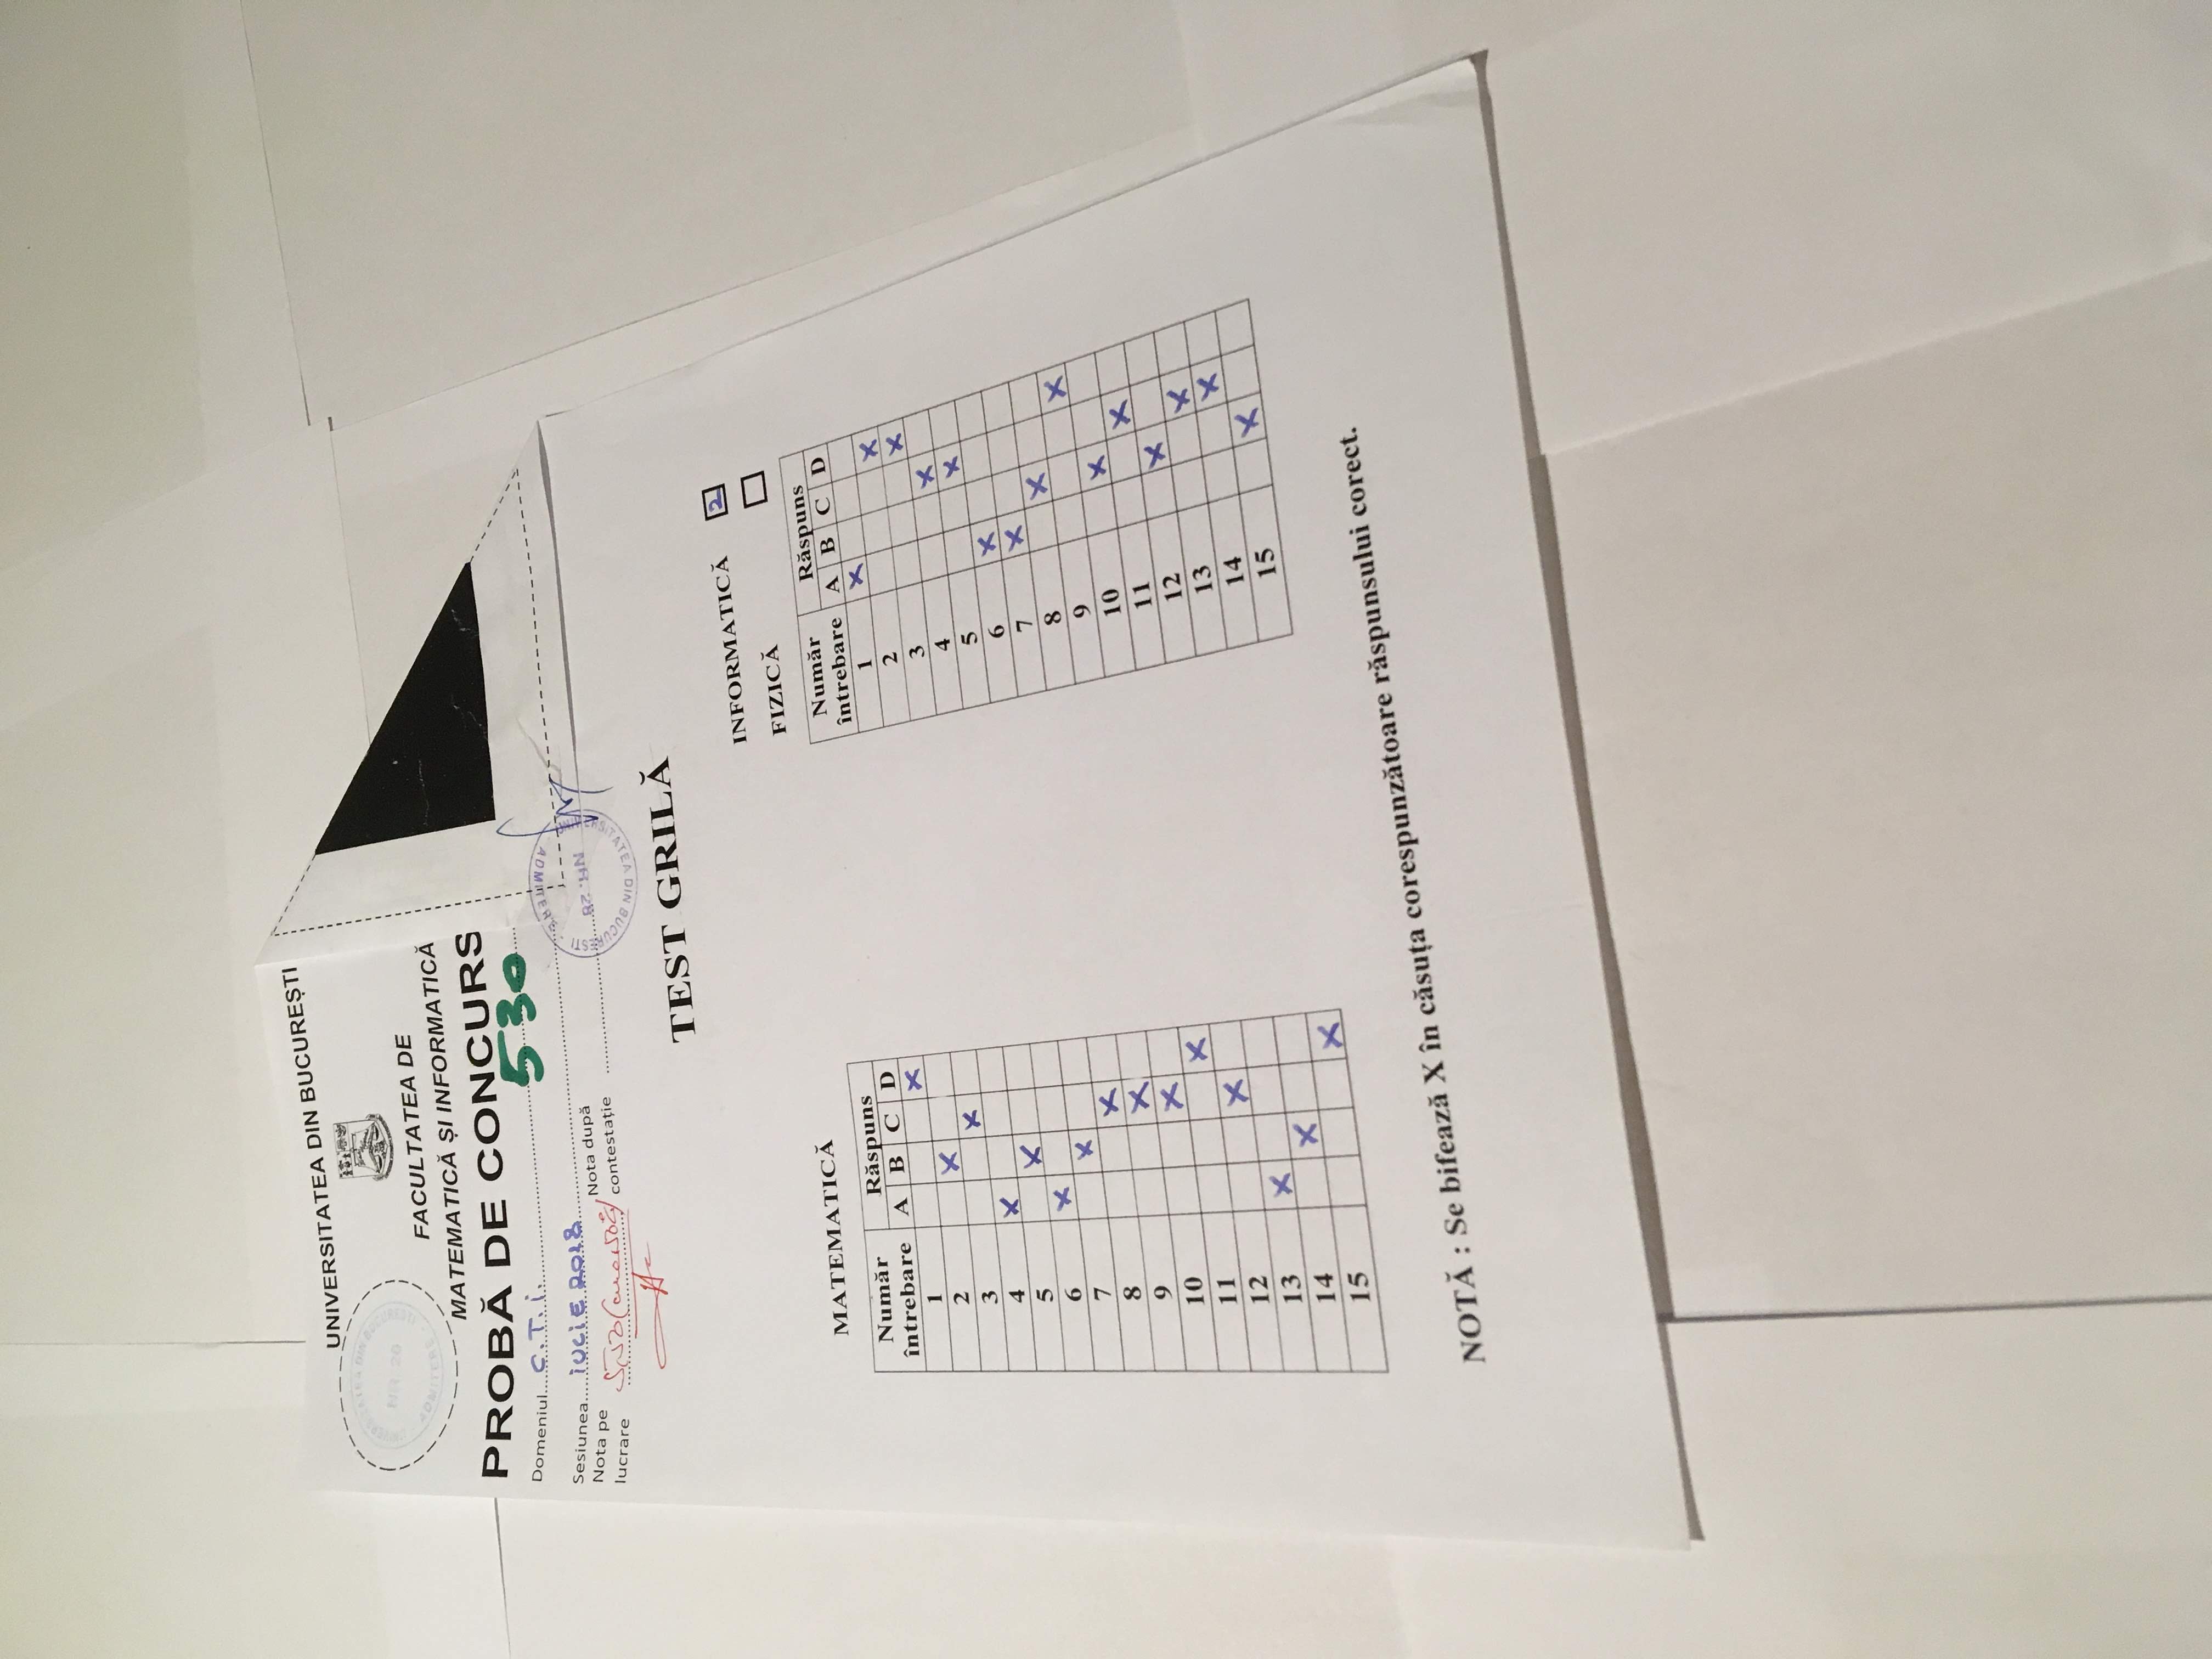 UNIVERSITATEA DIN BUCUREȘTI
UNIVERSITATEA DIN BUCUREȘTI
NR. 26
ADMITERE
FACULTATEA DE
MATEMATICĂ ȘI INFORMATICĂ
PROBĂ DE CONCURS
530
Domeniul C.T.i.
Sesiunea iULiE 2018
Nota pe lucrare 5,30
Nota după contestație
UNIVERSITATEA DIN BUCUREȘTI
NR. 28
ADMITERE
TEST GRILĂ
INFORMATICĂ 2
FIZICĂ
MATEMATICĂ
Număr întrebare Răspuns
A B C D
1 X
2 X
3 X
4 X
5 X
6 X
7 X
8 X
9 X
10 X
11 X
12 X
13 X
14 X
15 X
Număr întrebare Răspuns
A B C D
1 X
2 X
3 X
4 X
5 X
6 X
7 X
8 X
9 X
10 X
11 X
12 X
13 X
14 X
15 X
NOTĂ : Se bifează X în căsuța corespunzătoare răspunsului corect.